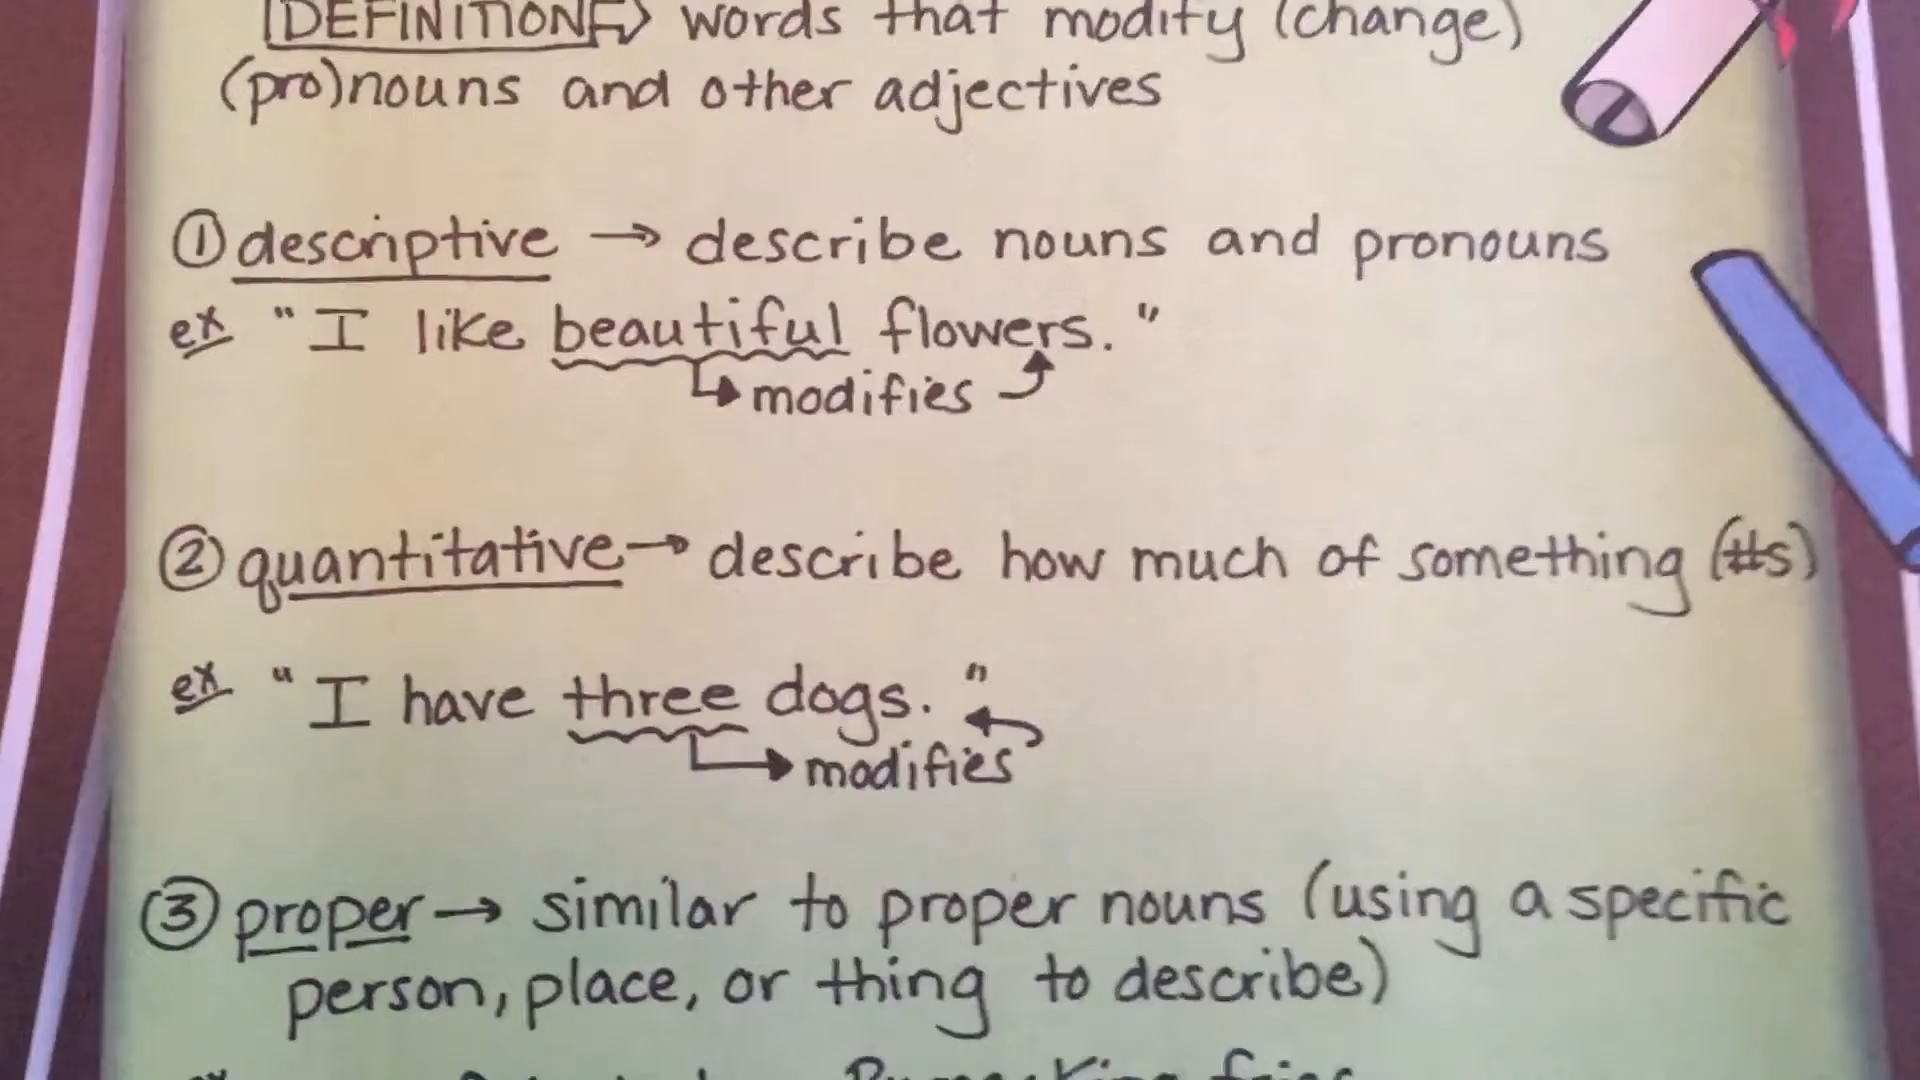 DEFINITION words that modify (change)
(pro)nouns and other adjectives
① descriptive → describe nouns and pronouns
ex "I like beautiful flowers."
modifies
② quantitative → describe how much of something (#s)
ex "I have three dogs."
modifies
③ proper → similar to proper nouns (using a specific
person, place, or thing to describe)